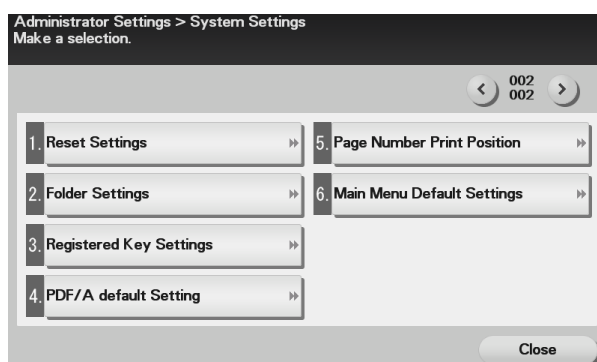 Administrator Settings > System Settings
Make a selection.
002
002
1. Reset Settings
2. Folder Settings
3. Registered Key Settings
4. PDF/A default Setting
5. Page Number Print Position
6. Main Menu Default Settings
Close